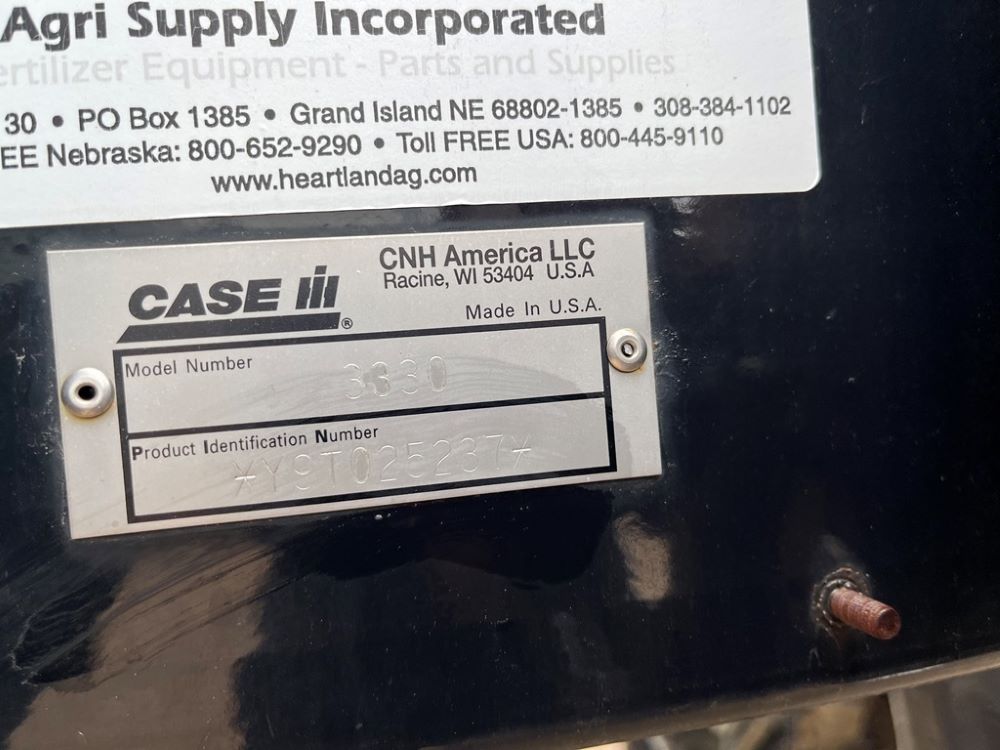 Agri Supply Incorporated
ertilizer Equipment - Parts and Supplies
30 • PO Box 1385 • Grand Island NE 68802-1385 • 308-384-1102
EE Nebraska: 800-652-9290 • Toll FREE USA: 800-445-9110
www.heartlandag.com
CASE IH ®
CNH America LLC
Racine, WI 53404 U.S.A
Made In U.S.A.
Model Number 3330
Product Identification Number
*Y9T025237*